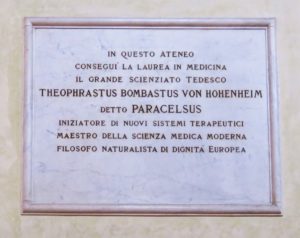 IN QUESTO ATENEO
CONSEGUÌ LA LAUREA IN MEDICINA
IL GRANDE SCIENZIATO TEDESCO
THEOPHRASTUS BOMBASTUS VON HOHENHEIM
DETTO PARACELSUS
INIZIATORE DI NUOVI SISTEMI TERAPEUTICI
MAESTRO DELLA SCIENZA MEDICA MODERNA
FILOSOFO NATURALISTA DI DIGNITÀ EUROPEA